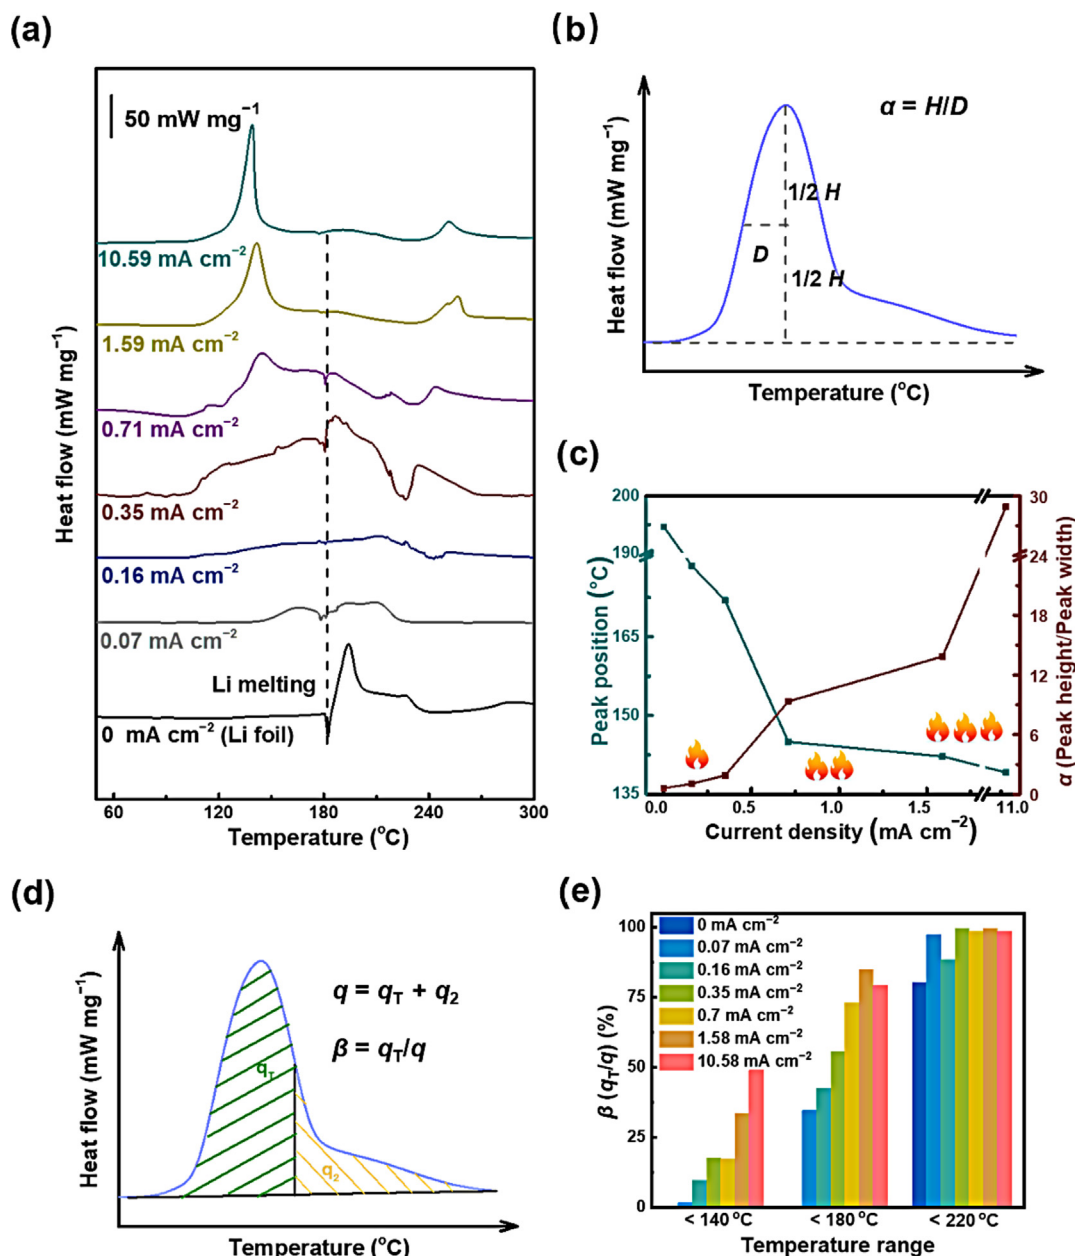 (a)
50 mW mg⁻¹
10.59 mA cm⁻²
1.59 mA cm⁻²
0.71 mA cm⁻²
0.35 mA cm⁻²
0.16 mA cm⁻²
0.07 mA cm⁻²
Li melting
0 mA cm⁻² (Li foil)
Heat flow (mW mg⁻¹)
60 120 180 240 300
Temperature (°C)
(b)
α = H/D
1/2 H
D
1/2 H
Heat flow (mW mg⁻¹)
Temperature (°C)
(c)
200
190
165
150
135
Peak position (°C)
30
24
18
12
6
0
α (Peak height/Peak width)
0.0 0.5 1.0 1.5 11.0
Current density (mA cm⁻²)
(d)
q = qT + q2
β = qT/q
qT
q2
Heat flow (mW mg⁻¹)
Temperature (°C)
(e)
100
75
50
25
0
β (qT/q) (%)
0 mA cm⁻²
0.07 mA cm⁻²
0.16 mA cm⁻²
0.35 mA cm⁻²
0.7 mA cm⁻²
1.58 mA cm⁻²
10.58 mA cm⁻²
< 140 °C < 180 °C < 220 °C
Temperature range